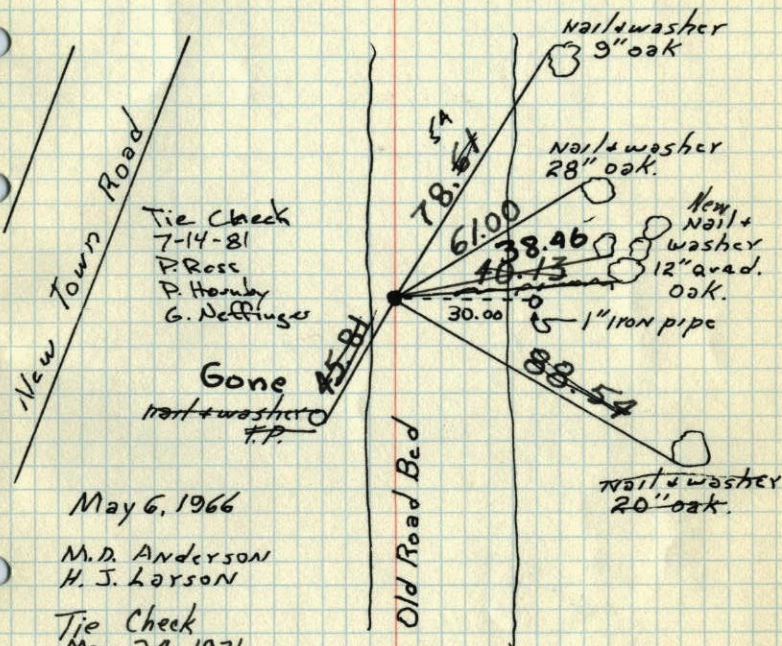 Nail & washer
9" oak
54
78.51
Nail & washer
28" oak.
61.00
New
Nail &
washer
12" quad.
Oak.
38.46
40.13
30.00
1" Iron pipe
88.54
Nail & washer
20" oak.
New Town Road
Tie Check
7-14-81
P. Ross
P. Hornby
G. Neffinger
45.81
Gone
Nail & washer
T.P.
Old Road Bed
May 6, 1966
M.D. Anderson
H. J. Larson
Tie Check